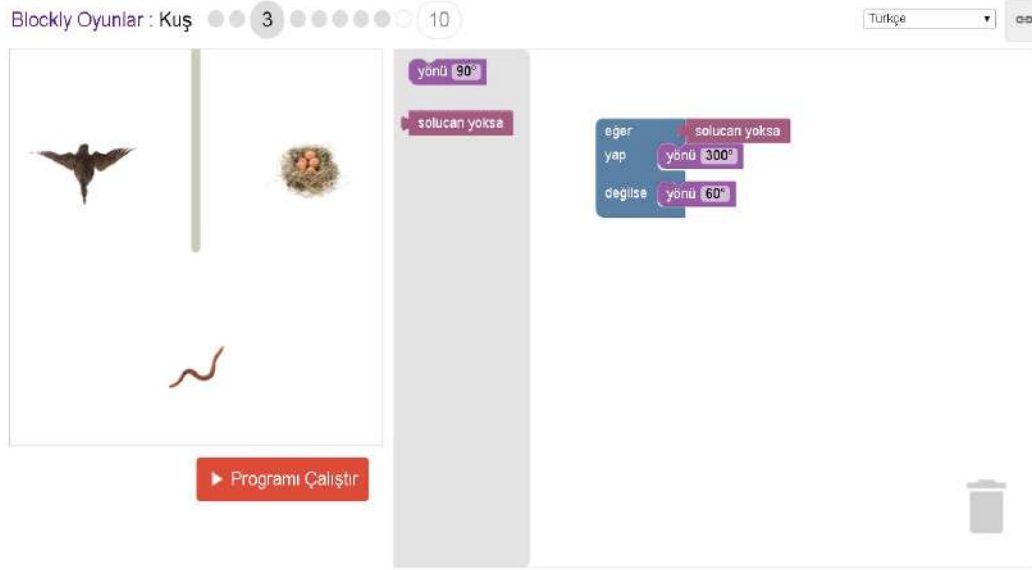 Blockly Oyunlar : Kuş 3 10
Türkçe
yönü 90°
solucan yoksa
eğer solucan yoksa
yap yönü 300°
değilse yönü 60°
Programı Çalıştır